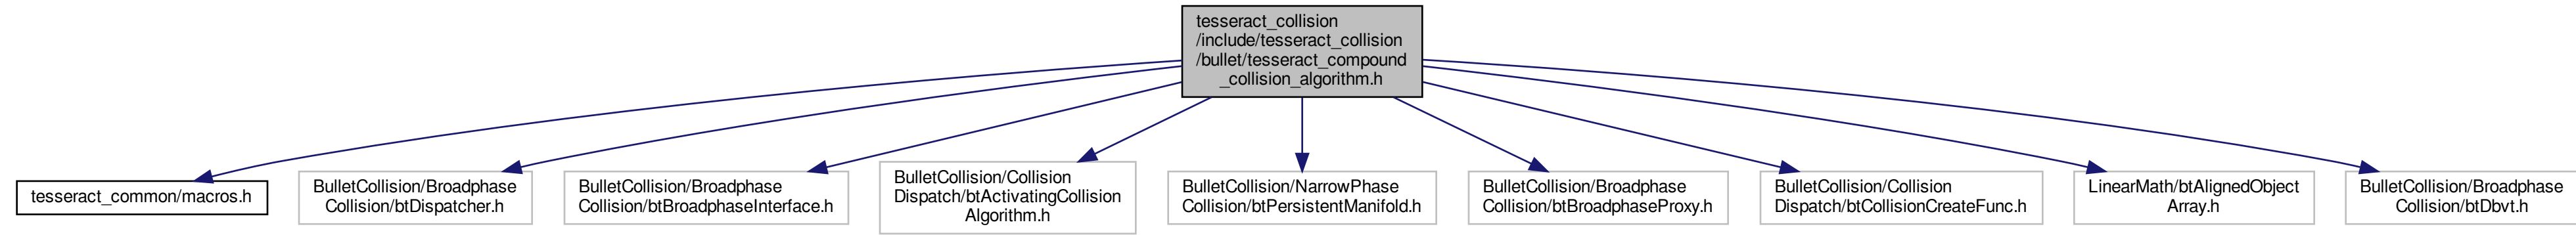 tesseract_collision
/include/tesseract_collision
/bullet/tesseract_compound
_collision_algorithm.h
tesseract_common/macros.h
BulletCollision/Broadphase
Collision/btDispatcher.h
BulletCollision/Broadphase
Collision/btBroadphaseInterface.h
BulletCollision/Collision
Dispatch/btActivatingCollision
Algorithm.h
BulletCollision/NarrowPhase
Collision/btPersistentManifold.h
BulletCollision/Broadphase
Collision/btBroadphaseProxy.h
BulletCollision/Collision
Dispatch/btCollisionCreateFunc.h
LinearMath/btAlignedObject
Array.h
BulletCollision/Broadphase
Collision/btDbvt.h